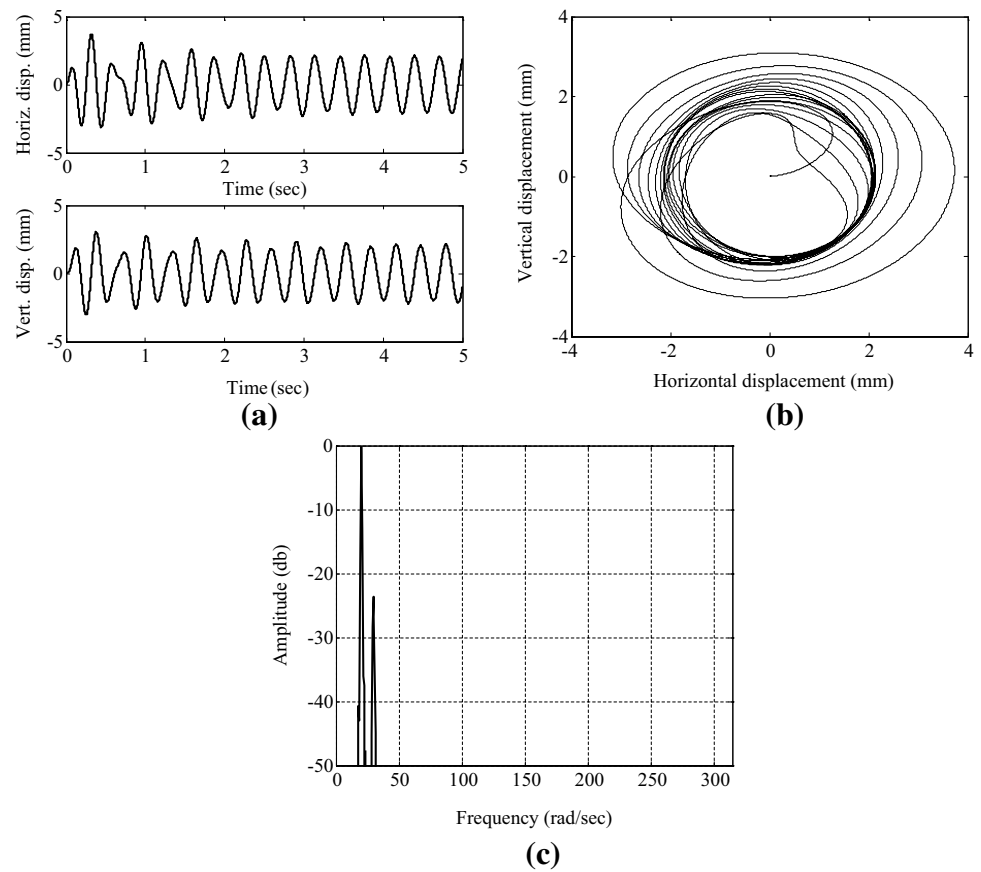 Horiz. disp. (mm)
5
0
-5
0 1 2 3 4 5
Time (sec)
Vert. disp. (mm)
5
0
-5
0 1 2 3 4 5
Time (sec)
(a)
Vertical displacement (mm)
4
2
0
-2
-4
-4 -2 0 2 4
Horizontal displacement (mm)
(b)
Amplitude (db)
0
-10
-20
-30
-40
-50
0 50 100 150 200 250 300
Frequency (rad/sec)
(c)